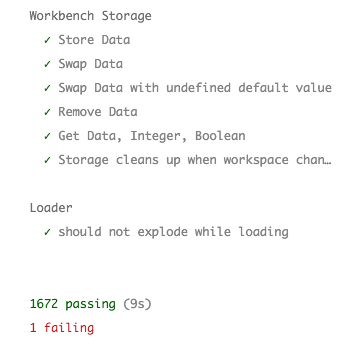 Workbench Storage
✓ Store Data
✓ Swap Data
✓ Swap Data with undefined default value
✓ Remove Data
✓ Get Data, Integer, Boolean
✓ Storage cleans up when workspace chan…
Loader
✓ should not explode while loading
1672 passing (9s)
1 failing